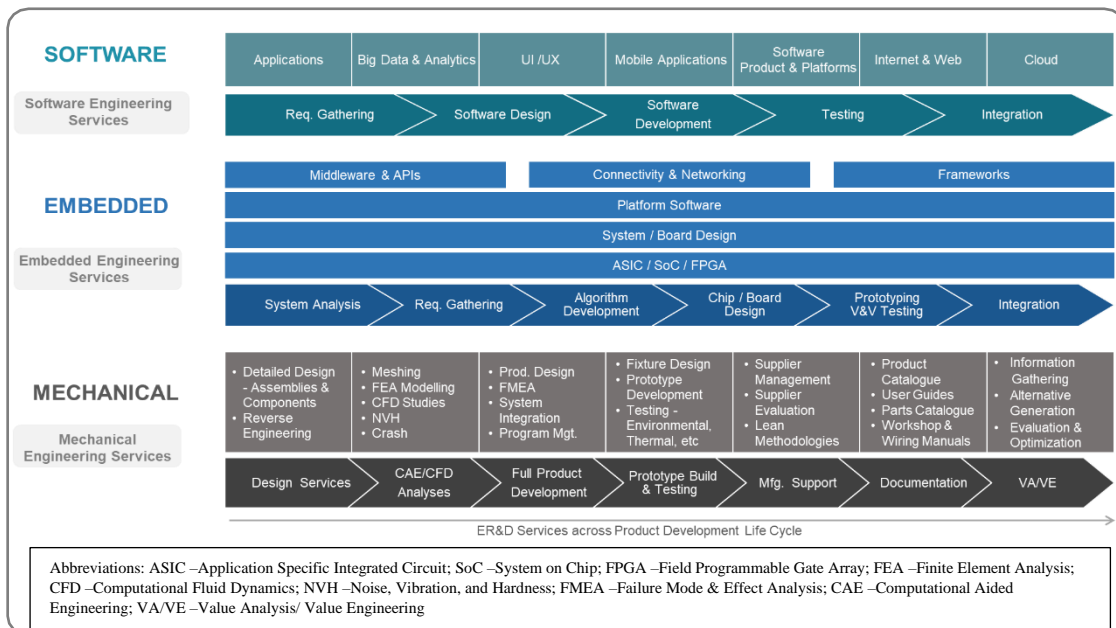 SOFTWARE
Applications
Big Data & Analytics
UI /UX
Mobile Applications
Software
Product & Platforms
Internet & Web
Cloud
Software Engineering
Services
Req. Gathering
Software Design
Software
Development
Testing
Integration
EMBEDDED
Middleware & APIs
Connectivity & Networking
Frameworks
Platform Software
System / Board Design
ASIC / SoC / FPGA
Embedded Engineering
Services
System Analysis
Req. Gathering
Algorithm
Development
Chip / Board
Design
Prototyping
V&V Testing
Integration
MECHANICAL
• Detailed Design
- Assemblies &
Components
• Reverse
Engineering
• Meshing
• FEA Modelling
• CFD Studies
• NVH
• Crash
• Prod. Design
• FMEA
• System
Integration
• Program Mgt.
• Fixture Design
• Prototype
Development
• Testing -
Environmental,
Thermal, etc
• Supplier
Management
• Supplier
Evaluation
• Lean
Methodologies
• Product
Catalogue
• User Guides
• Parts Catalogue
• Workshop &
Wiring Manuals
• Information
Gathering
• Alternative
Generation
• Evaluation &
Optimization
Mechanical
Engineering Services
Design Services
CAE/CFD
Analyses
Full Product
Development
Prototype Build
& Testing
Mfg. Support
Documentation
VA/VE
ER&D Services across Product Development Life Cycle
Abbreviations: ASIC –Application Specific Integrated Circuit; SoC –System on Chip; FPGA –Field Programmable Gate Array; FEA –Finite Element Analysis;
CFD –Computational Fluid Dynamics; NVH –Noise, Vibration, and Hardness; FMEA –Failure Mode & Effect Analysis; CAE –Computational Aided
Engineering; VA/VE –Value Analysis/ Value Engineering